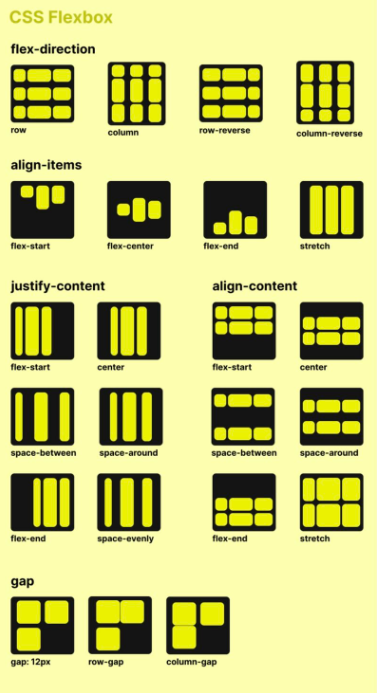 CSS Flexbox
flex-direction
row
column
row-reverse
column-reverse
align-items
flex-start
flex-center
flex-end
stretch
justify-content
flex-start
center
space-between
space-around
flex-end
space-evenly
align-content
flex-start
center
space-between
space-around
flex-end
stretch
gap
gap: 12px
row-gap
column-gap